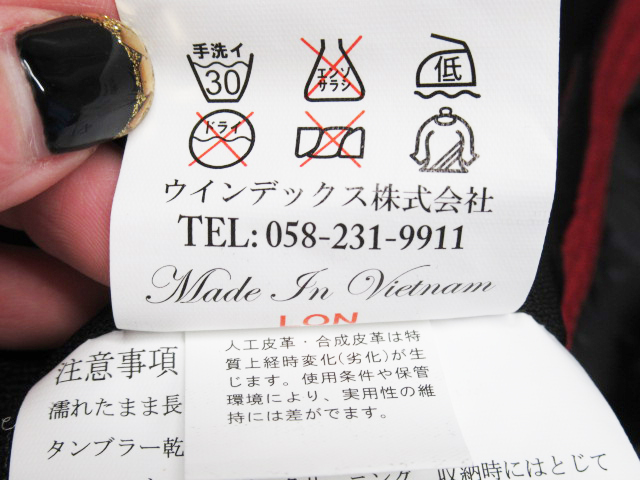 手洗イ
30
エンソ
サラシ
低
ドライ
ウインデックス株式会社
TEL: 058-231-9911
Made In Vietnam
LON
人工皮革・合成皮革は特
質上経時変化(劣化)が生
じます。使用条件や保管
環境により、実用性の維
持には差がでます。
注意事項
濡れたまま長
タンブラー乾
収納時にはとじて